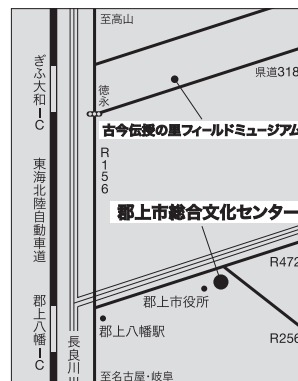 至高山
ぎふ大和IC
県道318
徳永
古今伝授の里フィールドミュージアム
R156
東海北陸自動車道
郡上市総合文化センター
R472
郡上市役所
郡上八幡IC
郡上八幡駅
R256
長良川
至名古屋・岐阜